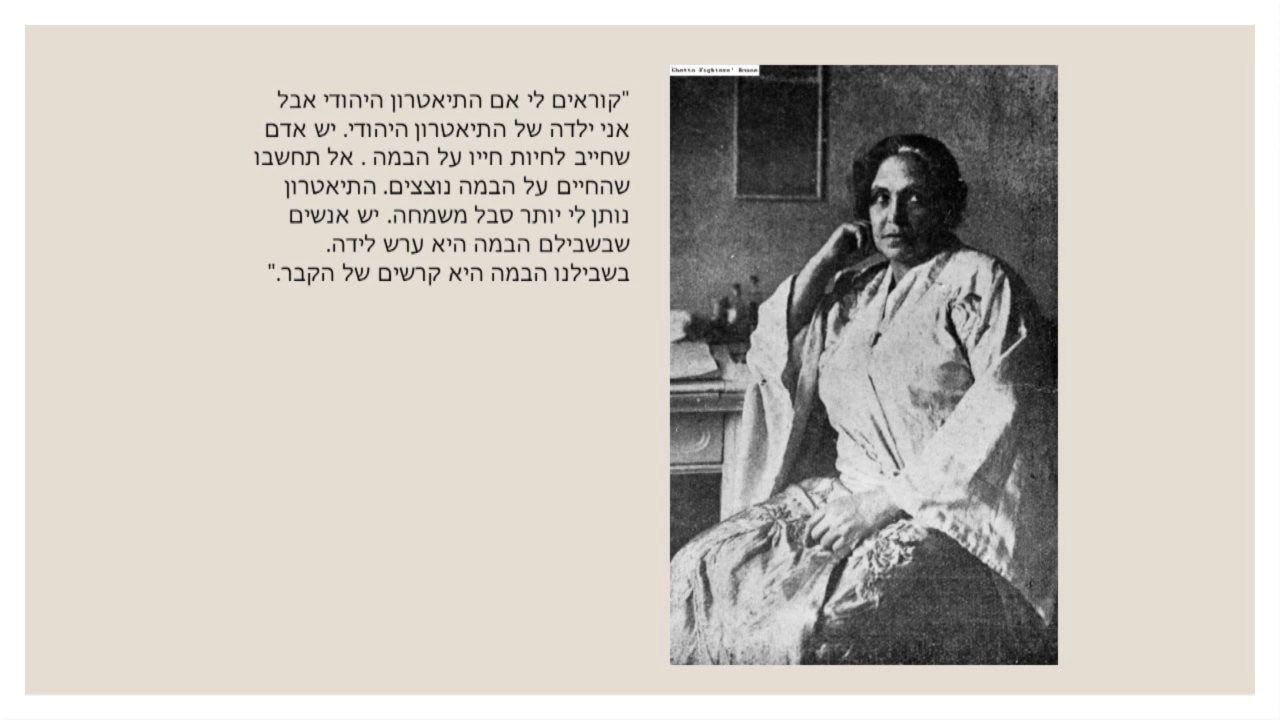 "קוראים לי אם התיאטרון היהודי אבל
אני ילדה של התיאטרון היהודי. יש אדם
שחייב לחיות חייו על הבמה . אל תחשבו
שהחיים על הבמה נוצצים. התיאטרון
נותן לי יותר סבל משמחה. יש אנשים
שבשבילם הבמה היא ערש לידה.
בשבילנו הבמה היא קרשים של הקבר."
Ghetto Fighters' House